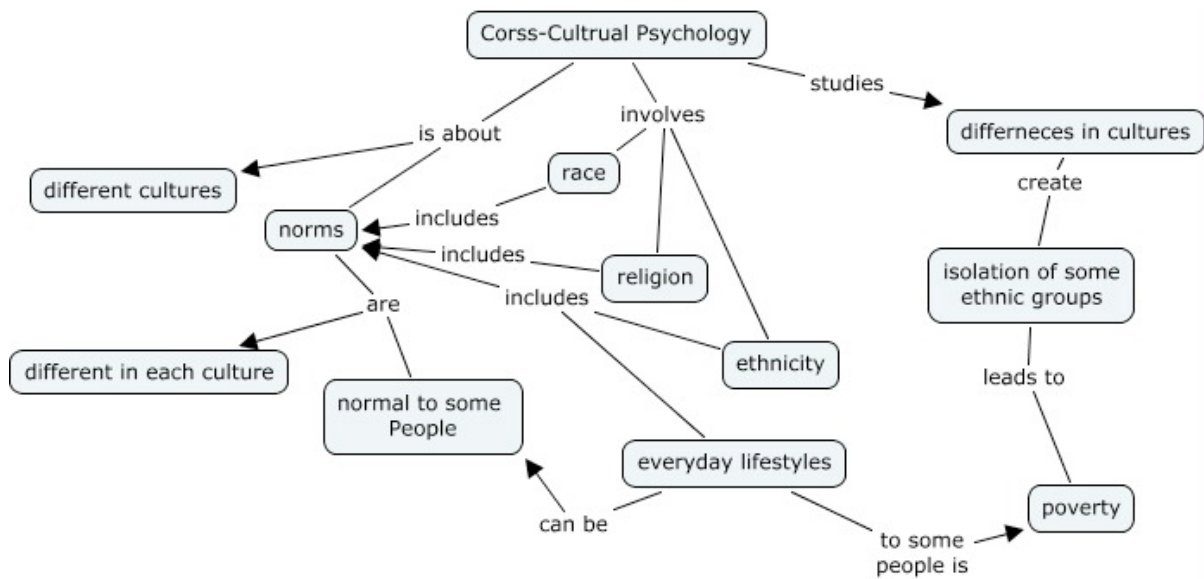 Corss-Cultrual Psychology
studies
involves
is about
differneces in cultures
race
create
different cultures
includes
norms
includes
religion
isolation of some
ethnic groups
includes
are
ethnicity
different in each culture
leads to
normal to some
People
everyday lifestyles
poverty
can be
to some
people is